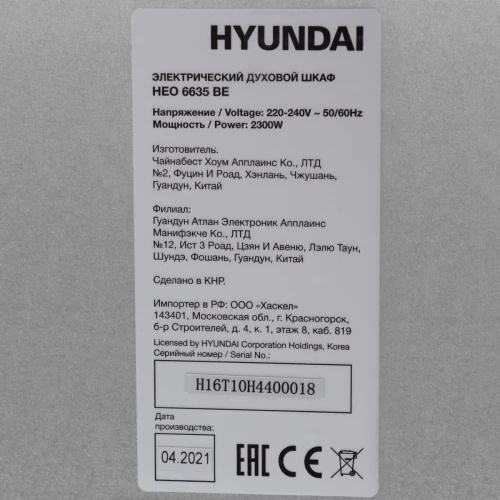 HYUNDAI
ЭЛЕКТРИЧЕСКИЙ ДУХОВОЙ ШКАФ
HEO 6635 BE
Напряжение / Voltage: 220-240V ~ 50/60Hz
Мощность / Power: 2300W
Изготовитель.
Чайнабест Хоум Апплаинс Ко., ЛТД
№2, Фуцин И Роад, Хэнлань, Чжушань,
Гуандун, Китай
Филиал:
Гуандун Атлан Электроник Апплаинс
Манифэкче Ко., ЛТД
№12, Ист 3 Роад, Цзян И Авеню, Лэлю Таун,
Шундэ, Фошань, Гуандун, Китай
Сделано в КНР.
Импортер в РФ: ООО «Хаскел»
143401, Московская обл., г. Красногорск,
б-р Строителей, д. 4, к. 1, этаж 8, каб. 819
Licensed by HYUNDAI Corporation Holdings, Korea
Серийный номер / Serial No.:
H16T10H4400018
Дата
производства:
04.2021
EAC CE